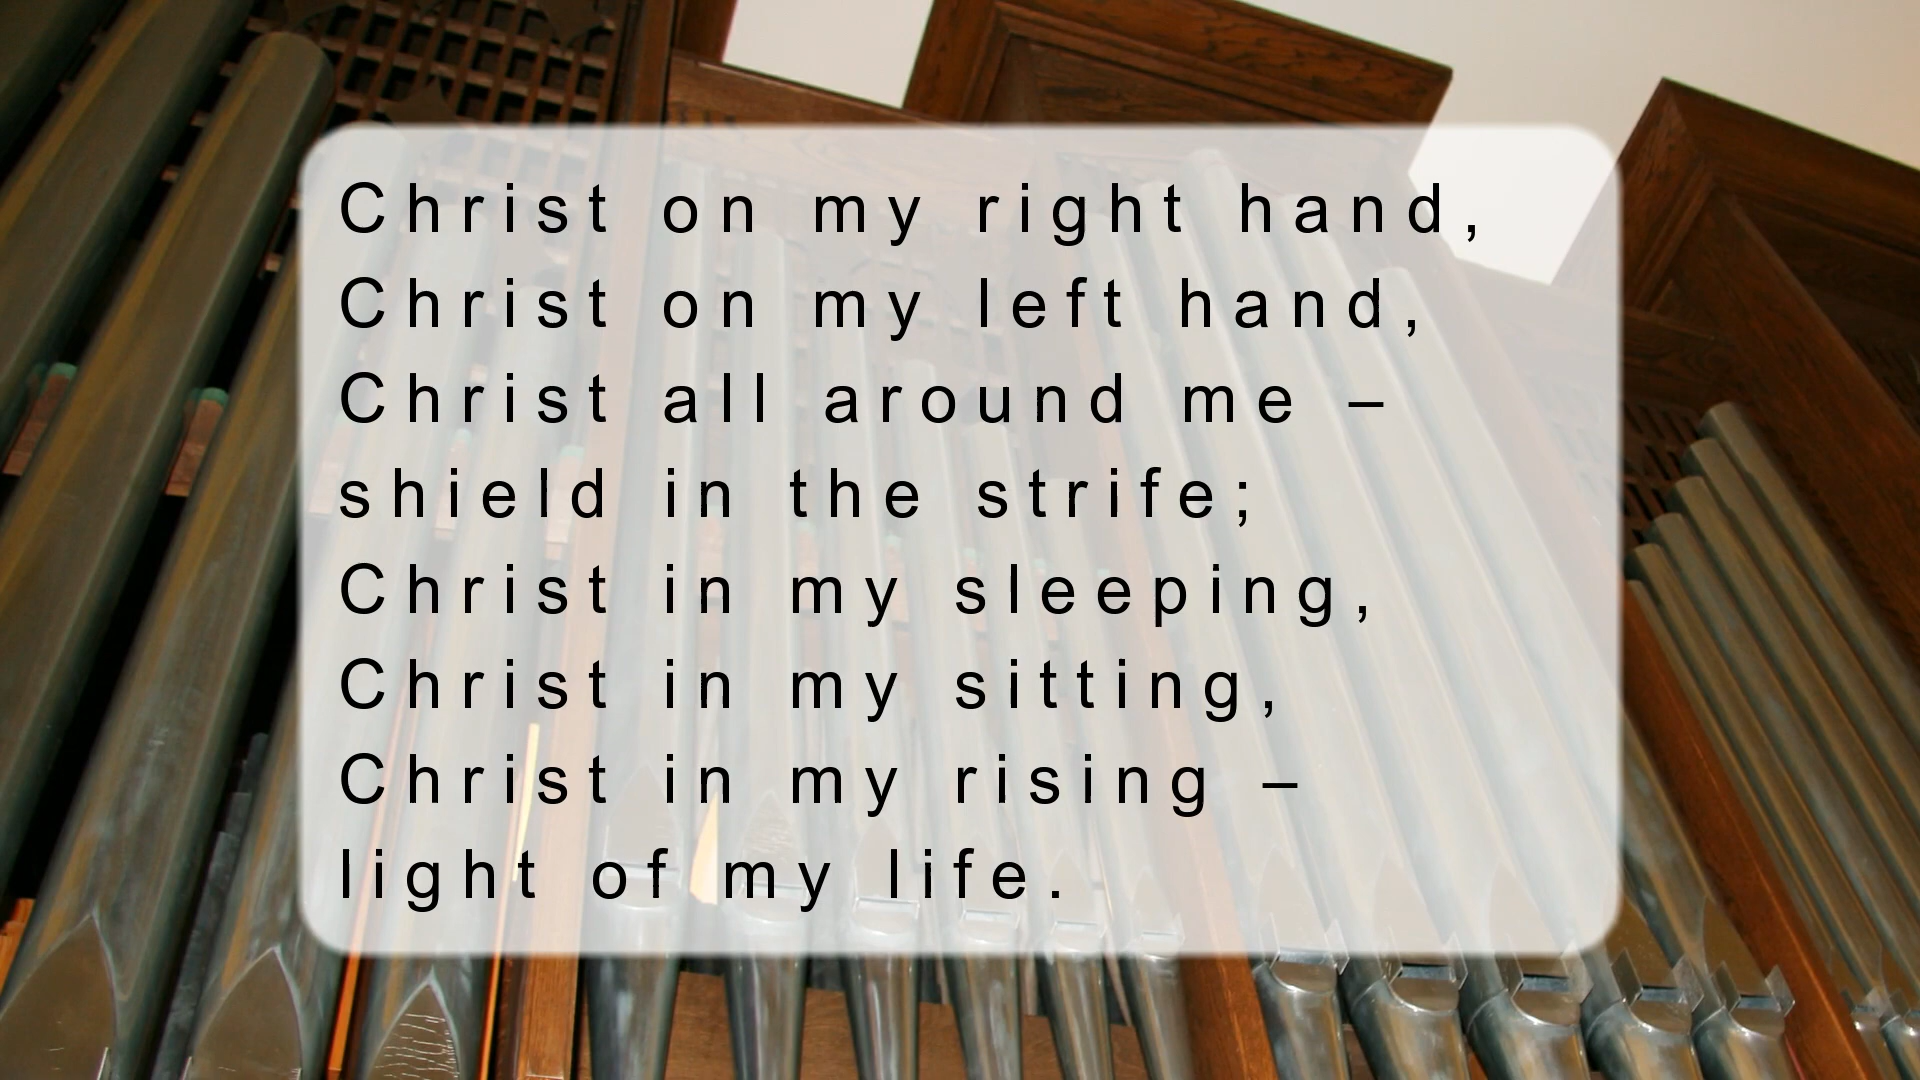 Christ on my right hand,
Christ on my left hand,
Christ all around me –
shield in the strife;
Christ in my sleeping,
Christ in my sitting,
Christ in my rising –
light of my life.